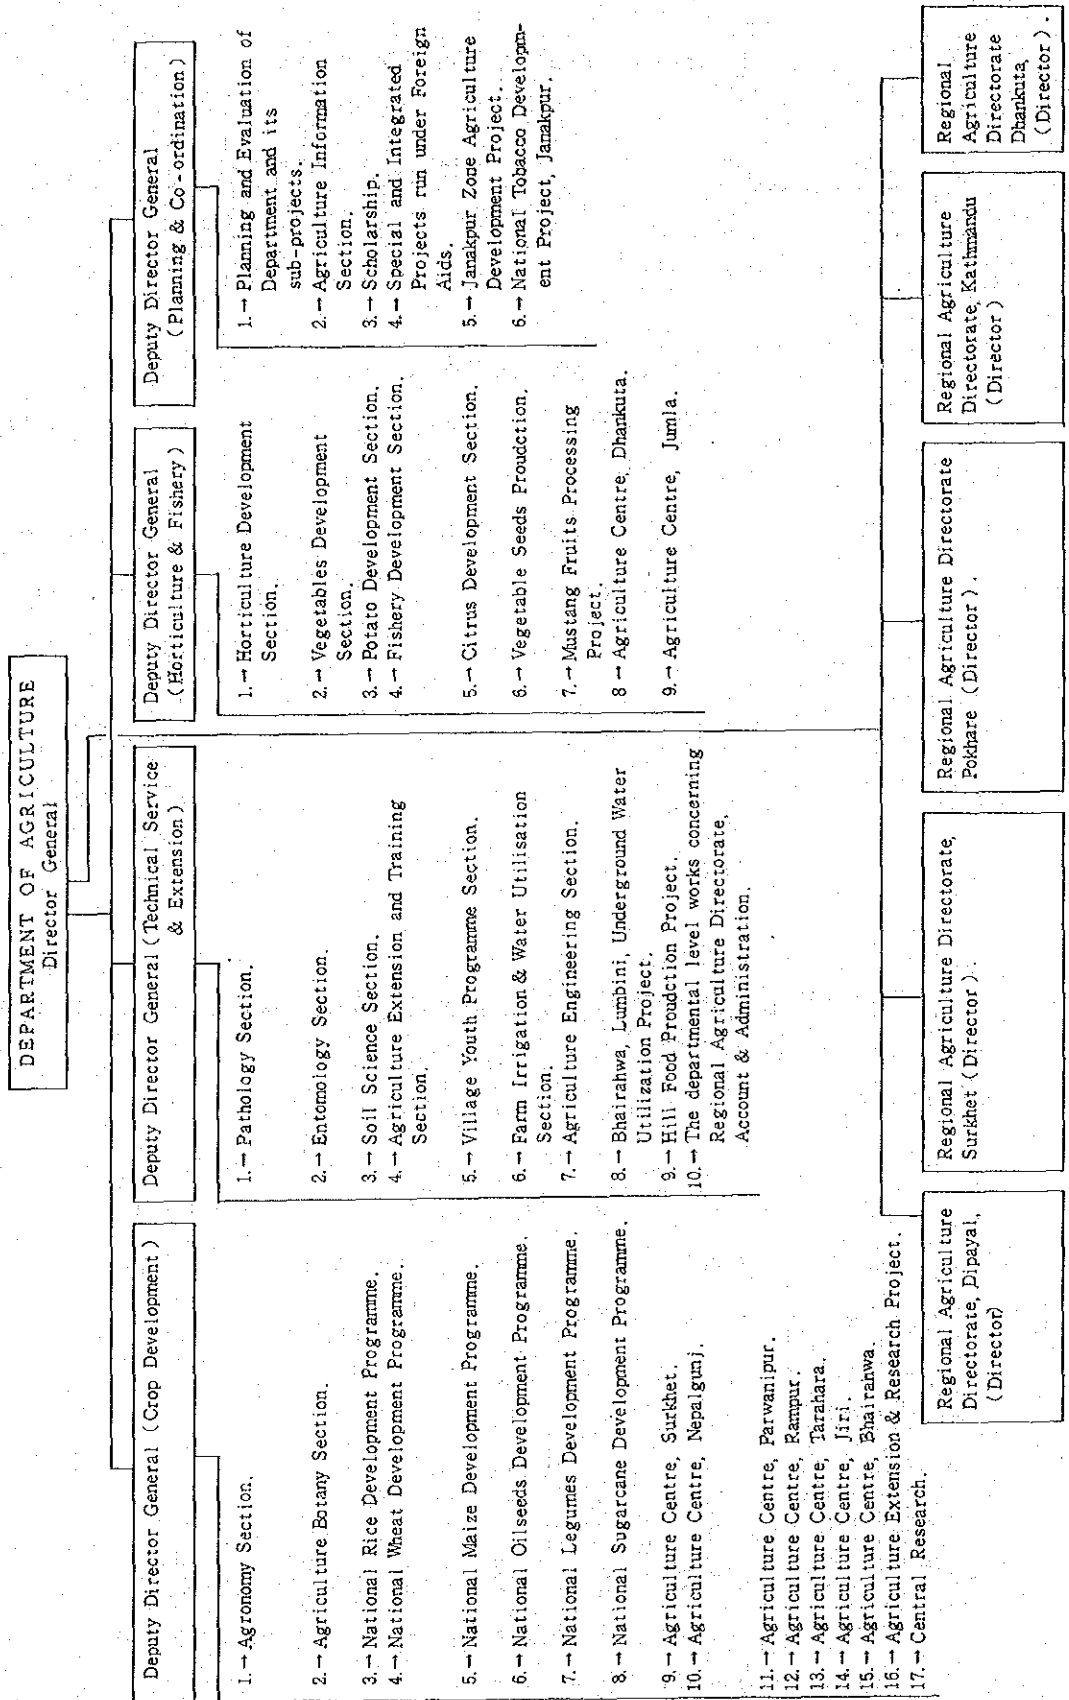 DEPARTMENT OF AGRICULTURE
Director General
Deputy Director General (Crop Development)
1.→ Agronomy Section.
2.→ Agriculture Botany Section.
3.→ National Rice Development Programme.
4.→ National Wheat Development Programme.
5.→ National Maize Development Programme.
6.→ National Oilseeds Development Programme.
7.→ National Legumes Development Programme.
8.→ National Sugarcane Development Programme.
9.→ Agriculture Centre, Surkhet.
10.→ Agriculture Centre, Nepalgunj.
11.→ Agriculture Centre, Parwanipur.
12.→ Agriculture Centre, Rampur.
13.→ Agriculture Centre, Tarahara.
14.→ Agriculture Centre, Jiri.
15.→ Agriculture Centre, Bhairahwa.
16.→ Agriculture Extension & Research Project.
17.→ Central Research.
Deputy Director General (Technical Service
& Extension)
1.→ Pathology Section.
2.→ Entomology Section.
3.→ Soil Science Section.
4.→ Agriculture Extension and Training
Section.
5.→ Village Youth Programme Section.
6.→ Farm Irrigation & Water Utilisation
Section.
7.→ Agriculture Engineering Section.
8.→ Bhairahwa, Lumbini, Underground Water
Utilization Project.
9.→ Hill Food Proudction Project.
10.→ The departmental level works concerning
Regional Agriculture Directorate,
Account & Administration.
Deputy Director General
(Horticulture & Fishery)
1.→ Horticulture Development
Section.
2.→ Vegetables Development
Section.
3.→ Potato Development Section.
4.→ Fishery Development Section.
5.→ Citrus Development Section.
6.→ Vegetable Seeds Proudction.
7.→ Mustang Fruits Processing
Project.
8 → Agriculture Centre, Dhankuta.
9.→ Agriculture Centre, Jumla.
Deputy Director General
(Planning & Co-ordination)
1.→ Planning and Evaluation of
Department and its
sub-projects.
2.→ Agriculture Information
Section.
3.→ Scholarship.
4.→ Special and Integrated
Projects run under Foreign
Aids.
5.→ Janakpur Zone Agriculture
Development Project.
6.→ National Tobacco Developm-
ent Project, Janakpur.
Regional Agriculture
Directorate, Dipayal,
(Director)
Regional Agriculture Directorate,
Surkhet (Director).
Regional Agriculture Directorate
Pokhare (Director).
Regional Agriculture
Directorate, Kathmandu
(Director)
Regional
Agriculture
Directorate
Dhankuta,
(Director).